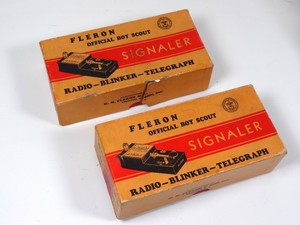 FLERON
OFFICIAL BOY SCOUT
SIGNALER
RADIO-BLINKER-TELEGRAPH
FLERON
OFFICIAL BOY SCOUT
SIGNALER
RADIO-BLINKER-TELEGRAPH